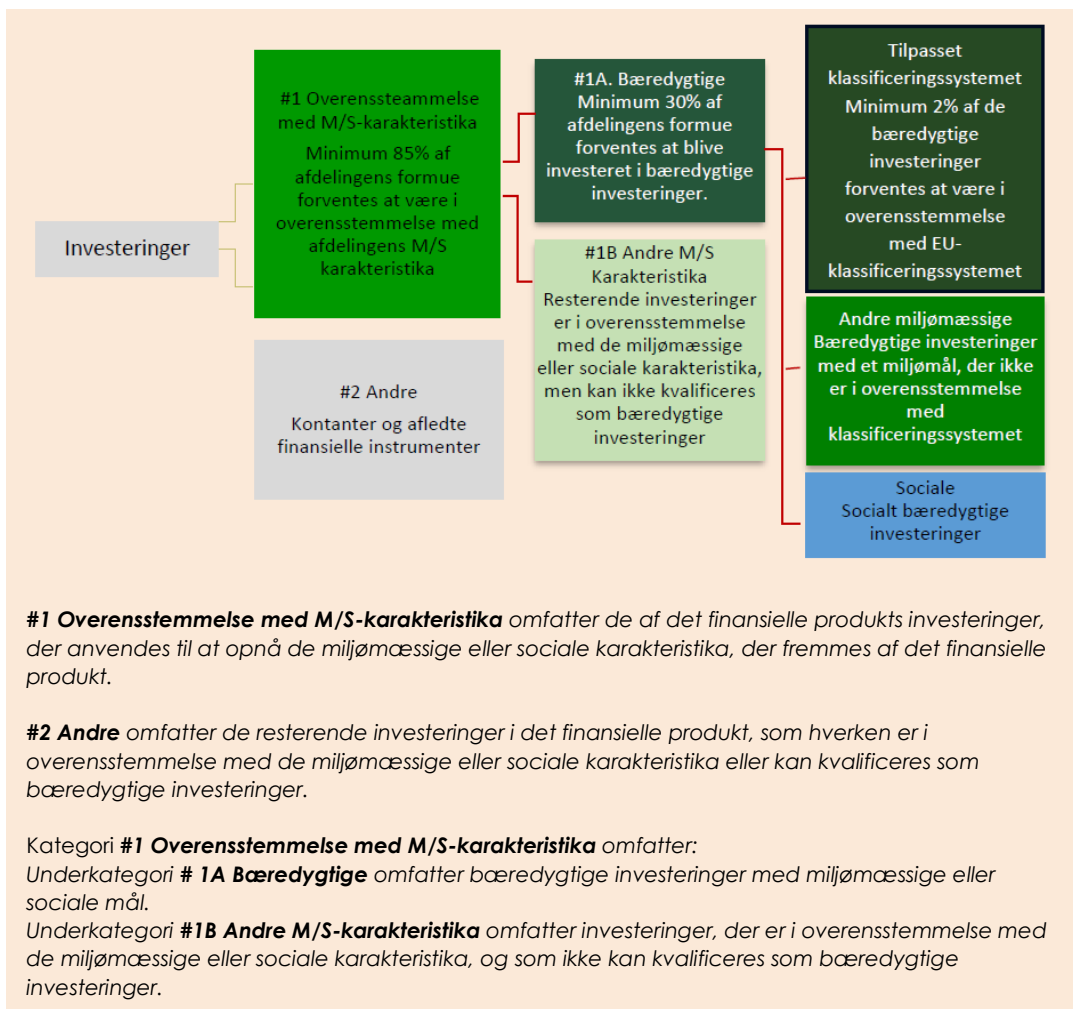 Investeringer
#1 Overenssteammelse
med M/S-karakteristika
Minimum 85% af
afdelingens formue
forventes at være i
overensstemmelse med
afdelingens M/S
karakteristika
#2 Andre
Kontanter og afledte
finansielle instrumenter
#1A. Bæredygtige
Minimum 30% af
afdelingens formue
forventes at blive
investeret i bæredygtige
investeringer.
#1B Andre M/S
Karakteristika
Resterende investeringer
er i overensstemmelse
med de miljømæssige
eller sociale karakteristika,
men kan ikke kvalificeres
som bæredygtige
investeringer
Tilpasset
klassificeringssystemet
Minimum 2% af de
bæredygtige
investeringer
forventes at være i
overensstemmelse
med EU-
klassificeringssystemet
Andre miljømæssige
Bæredygtige investeringer
med et miljømål, der ikke
er i overensstemmelse
med
klassificeringssystemet
Sociale
Socialt bæredygtige
investeringer
#1 Overensstemmelse med M/S-karakteristika omfatter de af det finansielle produkts investeringer,
der anvendes til at opnå de miljømæssige eller sociale karakteristika, der fremmes af det finansielle
produkt.
#2 Andre omfatter de resterende investeringer i det finansielle produkt, som hverken er i
overensstemmelse med de miljømæssige eller sociale karakteristika eller kan kvalificeres som
bæredygtige investeringer.
Kategori #1 Overensstemmelse med M/S-karakteristika omfatter:
Underkategori # 1A Bæredygtige omfatter bæredygtige investeringer med miljømæssige eller
sociale mål.
Underkategori #1B Andre M/S-karakteristika omfatter investeringer, der er i overensstemmelse med
de miljømæssige eller sociale karakteristika, og som ikke kan kvalificeres som bæredygtige
investeringer.